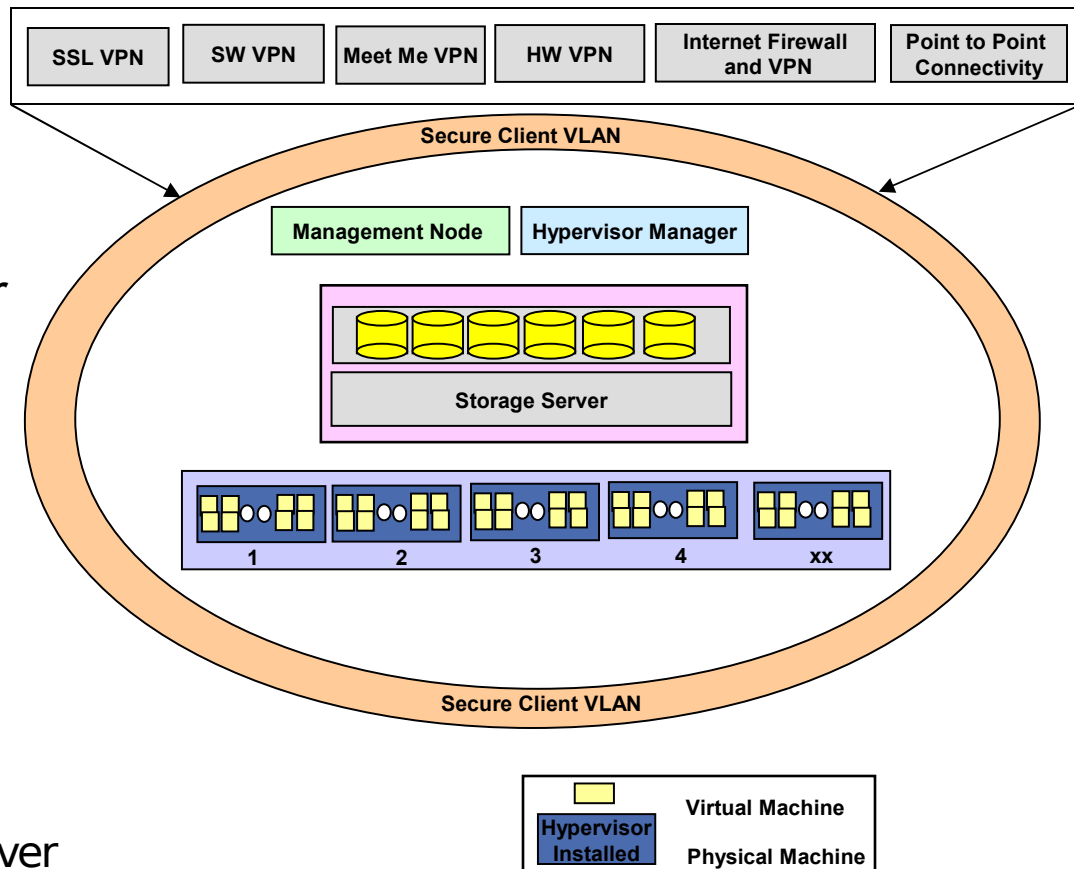 SSL VPN
SW VPN
Meet Me VPN
HW VPN
Internet Firewall
and VPN
Point to Point
Connectivity
Secure Client VLAN
Management Node
Hypervisor Manager
Storage Server
1
2
3
4
xx
Secure Client VLAN
Virtual Machine
Hypervisor
Installed
Physical Machine